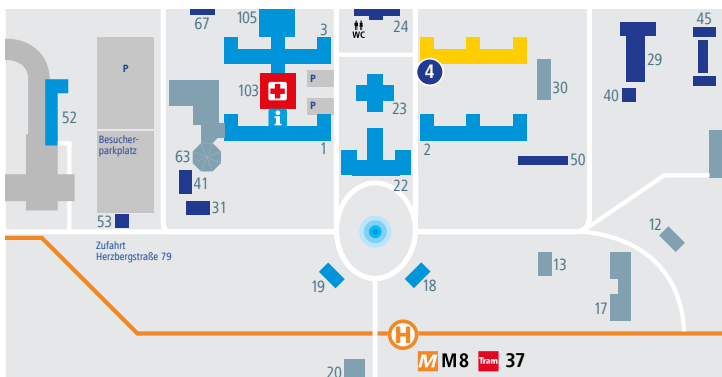 67
105
3
24
WC
45
29
P
4
P
103
23
30
40
52
P
i
Besucher-
parkplatz
63
1
2
50
41
22
31
53
12
Zufahrt
Herzbergstraße 79
19
18
13
17
H
M M8 Tram 37
20